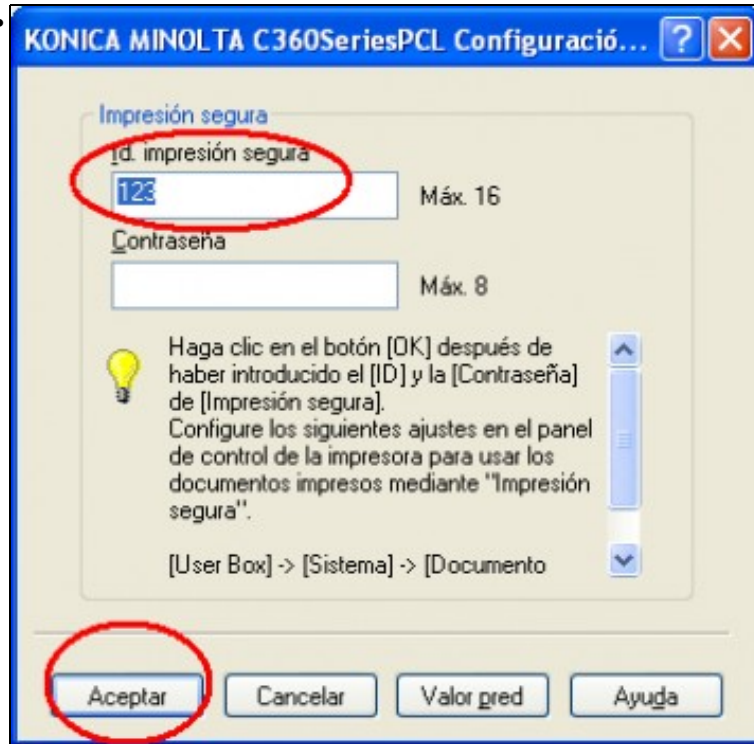 KONICA MINOLTA C360SeriesPCL Configuració...
Impresión segura
Id. impresión segura
123 Máx. 16
Contraseña
Máx. 8
Haga clic en el botón [OK] después de
haber introducido el [ID] y la [Contraseña]
de [Impresión segura].
Configure los siguientes ajustes en el panel
de control de la impresora para usar los
documentos impresos mediante "Impresión
segura".
[User Box] -> [Sistema] -> [Documento
Aceptar Cancelar Valor pred Ayuda